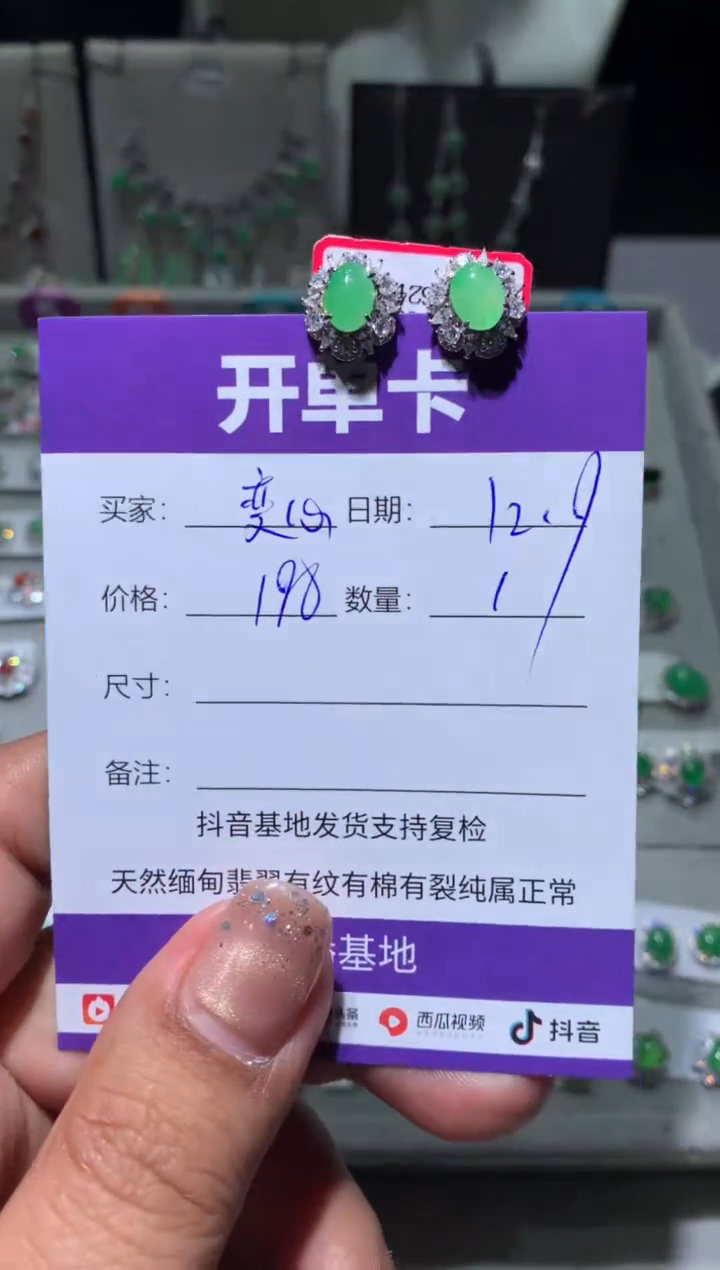 开单卡
买家: 变 日期: 12.9
价格: 198 数量: 1
尺寸:
备注:
抖音基地发货支持复检
天然缅甸翡翠有纹有棉有裂纯属正常
基地
西瓜视频 抖音